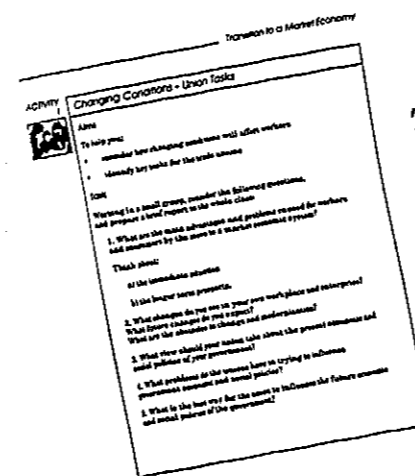 Transition to a Market Economy
ACTIVITY
Changing Conditions - Union Tasks
Aims
To help you:
• consider how changing conditions will affect workers
• identify key tasks for the trade unions
Task
Working in a small group, consider the following questions,
and prepare a brief report to the whole class:
1. What are the main advantages and problems caused for workers
and consumers by the move to a market economic system?
Think about:
a) the immediate situation
b) the longer term prospects.
2. What changes do you see in your own workplace and enterprise?
What future changes do you expect?
What are the obstacles to change and modernisation?
3. What view should your union take about the present economic and
social policies of your government?
4. What problems do the unions have in trying to influence
government economic and social policies?
5. What is the best way for the union to influence the future economic
and social policies of the government?